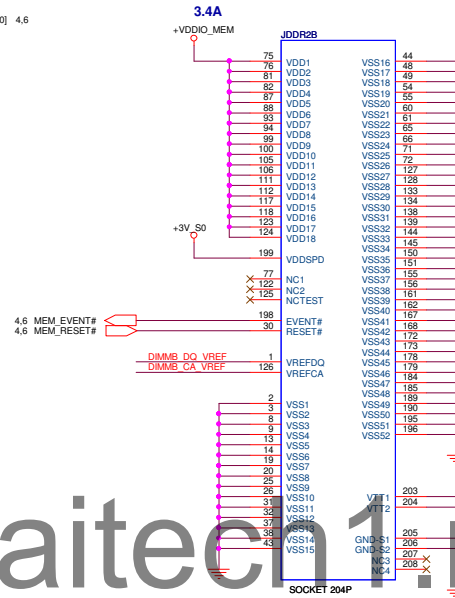 0] 4,6
3.4A
+VDDIO_MEM
JDDR2B
75 VDD1 VSS16 44
76 VDD2 VSS17 48
81 VDD3 VSS18 49
82 VDD4 VSS19 54
87 VDD5 VSS20 55
88 VDD6 VSS21 60
93 VDD7 VSS22 61
94 VDD8 VSS23 65
99 VDD9 VSS24 66
100 VDD10 VSS25 71
105 VDD11 VSS26 72
106 VDD12 VSS27 127
111 VDD13 VSS28 128
112 VDD14 VSS29 133
117 VDD15 VSS30 134
118 VDD16 VSS31 138
123 VDD17 VSS32 139
124 VDD18 VSS33 144
VSS34 145
+3V_S0
199 VDDSPD VSS35 150
VSS36 151
77 NC1 VSS37 155
122 NC2 VSS38 156
125 NCTEST VSS39 161
VSS40 162
4,6 MEM_EVENT# 198 EVENT# VSS41 167
4,6 MEM_RESET# 30 RESET# VSS42 168
VSS43 172
VSS44 173
DIMMB_DQ_VREF 1 VREFDQ VSS45 178
DIMMB_CA_VREF 126 VREFCA VSS46 179
VSS47 184
VSS48 185
2 VSS1 VSS49 189
3 VSS2 VSS50 190
8 VSS3 VSS51 195
9 VSS4 VSS52 196
13 VSS5
14 VSS6
19 VSS7
20 VSS8
25 VSS9
26 VSS10 VTT1 203
31 VSS11 VTT2 204
32 VSS12
37 VSS13
38 VSS14 GND-S1 205
43 VSS15 GND-S2 206
NC3 207
NC4 208
SOCKET 204P
aitech1.